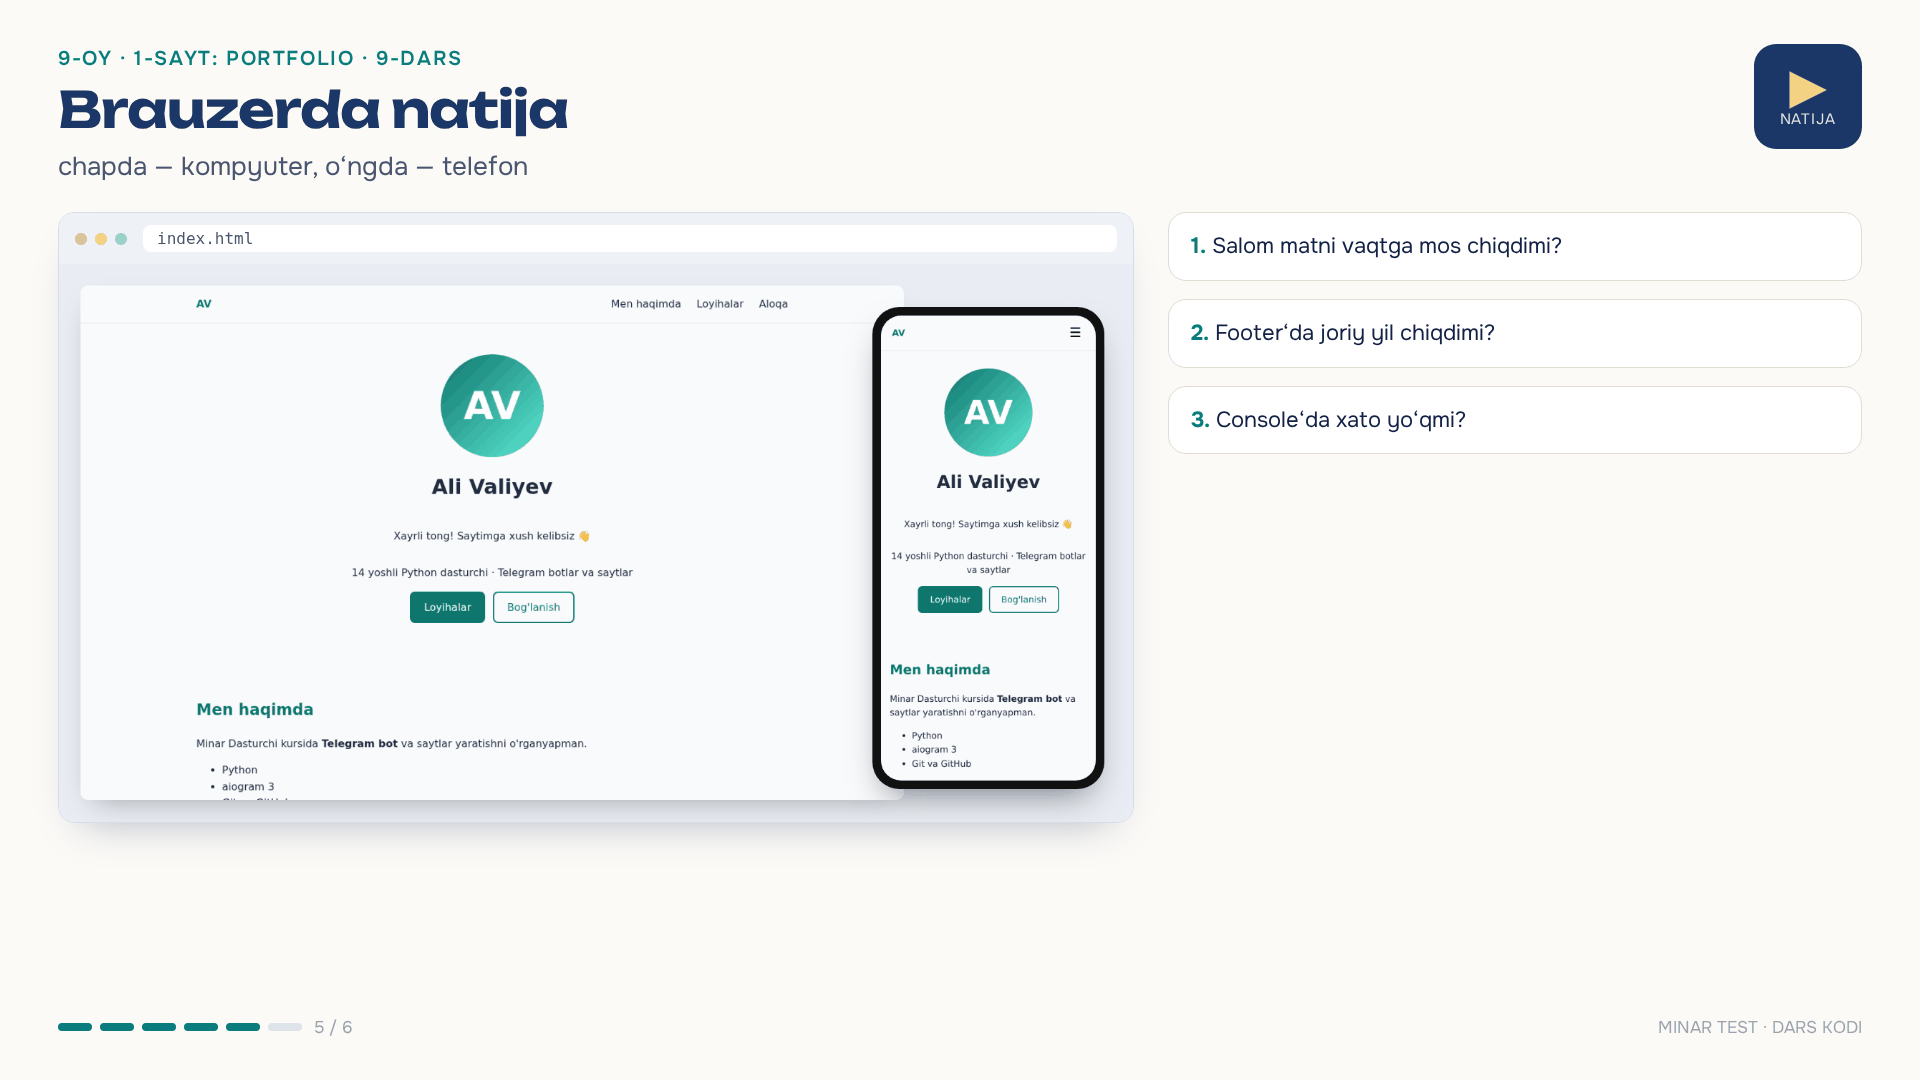 9-OY · 1-SAYT: PORTFOLIO · 9-DARS
Brauzerda natija
chapda — kompyuter, o‘ngda — telefon
NATIJA
index.html
AV
Men haqimda Loyihalar Aloqa
AV
Ali Valiyev
Xayrli tong! Saytimga xush kelibsiz 👋
14 yoshli Python dasturchi · Telegram botlar va saytlar
Loyihalar Bog'lanish
Men haqimda
Minar Dasturchi kursida Telegram bot va saytlar yaratishni o'rganyapman.
• Python
• aiogram 3
AV ☰
AV
Ali Valiyev
Xayrli tong! Saytimga xush kelibsiz 👋
14 yoshli Python dasturchi · Telegram botlar
va saytlar
Loyihalar Bog'lanish
Men haqimda
Minar Dasturchi kursida Telegram bot va
saytlar yaratishni o'rganyapman.
• Python
• aiogram 3
• Git va GitHub
1. Salom matni vaqtga mos chiqdimi?
2. Footer‘da joriy yil chiqdimi?
3. Console‘da xato yo‘qmi?
5 / 6
MINAR TEST · DARS KODI